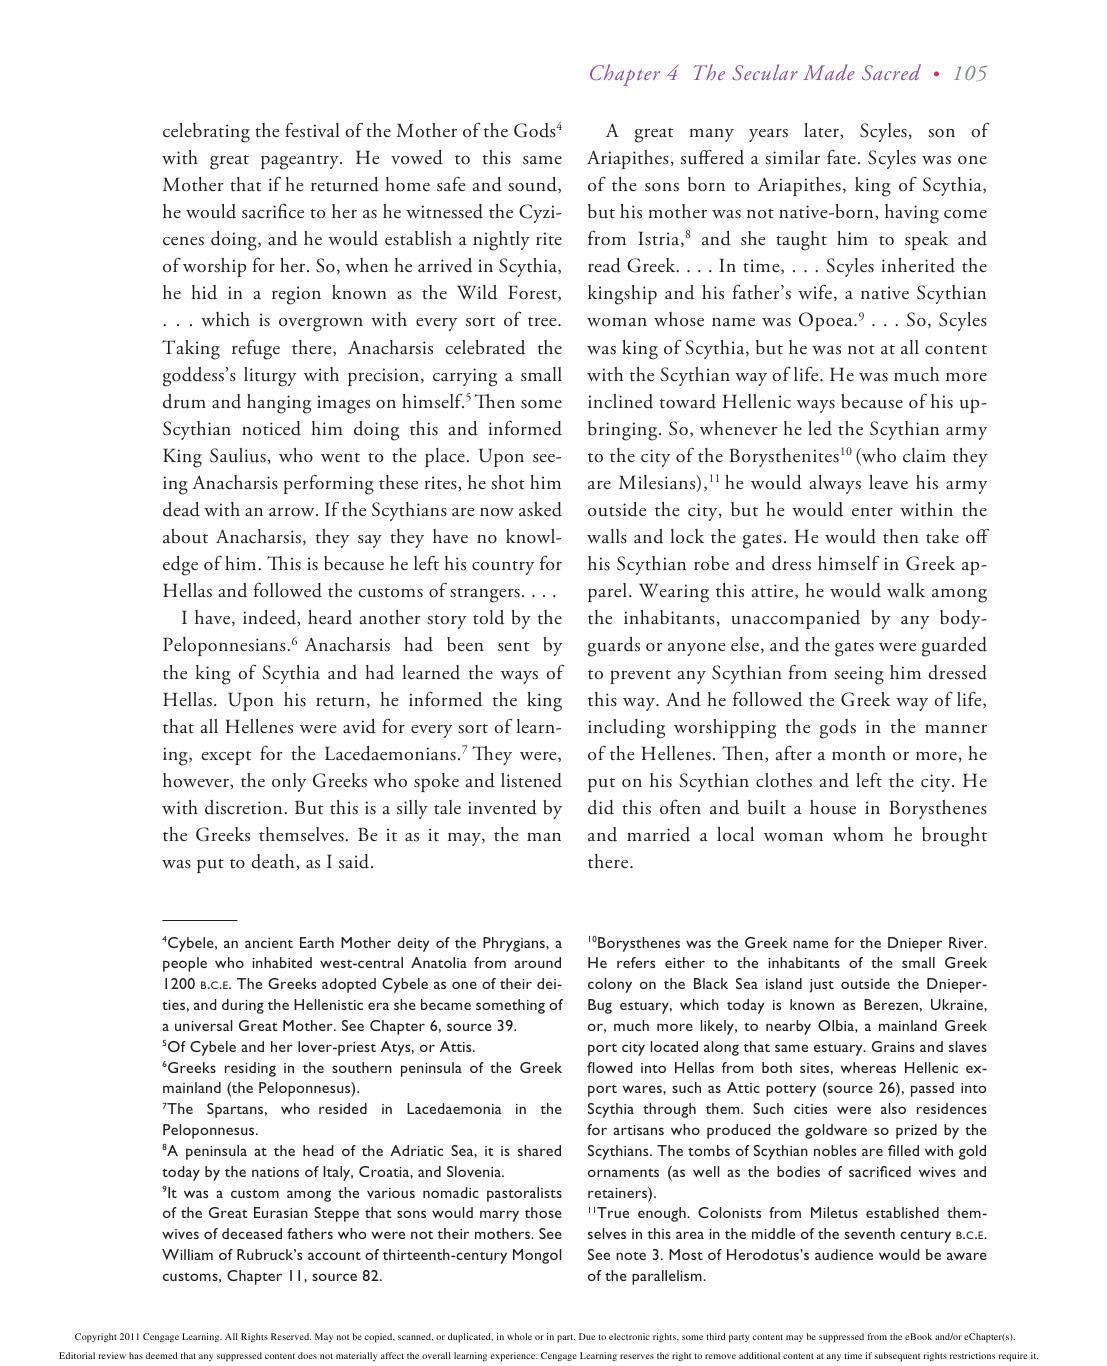 Chapter 4 The Secular Made Sacred • 105
celebrating the festival of the Mother of the Gods⁴
with great pageantry. He vowed to this same
Mother that if he returned home safe and sound,
he would sacrifice to her as he witnessed the Cyzi-
cenes doing, and he would establish a nightly rite
of worship for her. So, when he arrived in Scythia,
he hid in a region known as the Wild Forest,
. . . which is overgrown with every sort of tree.
Taking refuge there, Anacharsis celebrated the
goddess's liturgy with precision, carrying a small
drum and hanging images on himself.⁵ Then some
Scythian noticed him doing this and informed
King Saulius, who went to the place. Upon see-
ing Anacharsis performing these rites, he shot him
dead with an arrow. If the Scythians are now asked
about Anacharsis, they say they have no knowl-
edge of him. This is because he left his country for
Hellas and followed the customs of strangers. . . .
I have, indeed, heard another story told by the
Peloponnesians.⁶ Anacharsis had been sent by
the king of Scythia and had learned the ways of
Hellas. Upon his return, he informed the king
that all Hellenes were avid for every sort of learn-
ing, except for the Lacedaemonians.⁷ They were,
however, the only Greeks who spoke and listened
with discretion. But this is a silly tale invented by
the Greeks themselves. Be it as it may, the man
was put to death, as I said.
A great many years later, Scyles, son of
Ariapithes, suffered a similar fate. Scyles was one
of the sons born to Ariapithes, king of Scythia,
but his mother was not native-born, having come
from Istria,⁸ and she taught him to speak and
read Greek. . . . In time, . . . Scyles inherited the
kingship and his father's wife, a native Scythian
woman whose name was Opoea.⁹ . . . So, Scyles
was king of Scythia, but he was not at all content
with the Scythian way of life. He was much more
inclined toward Hellenic ways because of his up-
bringing. So, whenever he led the Scythian army
to the city of the Borysthenites¹⁰ (who claim they
are Milesians),¹¹ he would always leave his army
outside the city, but he would enter within the
walls and lock the gates. He would then take off
his Scythian robe and dress himself in Greek ap-
parel. Wearing this attire, he would walk among
the inhabitants, unaccompanied by any body-
guards or anyone else, and the gates were guarded
to prevent any Scythian from seeing him dressed
this way. And he followed the Greek way of life,
including worshipping the gods in the manner
of the Hellenes. Then, after a month or more, he
put on his Scythian clothes and left the city. He
did this often and built a house in Borysthenes
and married a local woman whom he brought
there.
⁴Cybele, an ancient Earth Mother deity of the Phrygians, a
people who inhabited west-central Anatolia from around
1200 B.C.E. The Greeks adopted Cybele as one of their dei-
ties, and during the Hellenistic era she became something of
a universal Great Mother. See Chapter 6, source 39.
⁵Of Cybele and her lover-priest Atys, or Attis.
⁶Greeks residing in the southern peninsula of the Greek
mainland (the Peloponnesus).
⁷The Spartans, who resided in Lacedaemonia in the
Peloponnesus.
⁸A peninsula at the head of the Adriatic Sea, it is shared
today by the nations of Italy, Croatia, and Slovenia.
⁹It was a custom among the various nomadic pastoralists
of the Great Eurasian Steppe that sons would marry those
wives of deceased fathers who were not their mothers. See
William of Rubruck's account of thirteenth-century Mongol
customs, Chapter 11, source 82.
¹⁰Borysthenes was the Greek name for the Dnieper River.
He refers either to the inhabitants of the small Greek
colony on the Black Sea island just outside the Dnieper-
Bug estuary, which today is known as Berezen, Ukraine,
or, much more likely, to nearby Olbia, a mainland Greek
port city located along that same estuary. Grains and slaves
flowed into Hellas from both sites, whereas Hellenic ex-
port wares, such as Attic pottery (source 26), passed into
Scythia through them. Such cities were also residences
for artisans who produced the goldware so prized by the
Scythians. The tombs of Scythian nobles are filled with gold
ornaments (as well as the bodies of sacrificed wives and
retainers).
¹¹True enough. Colonists from Miletus established them-
selves in this area in the middle of the seventh century B.C.E.
See note 3. Most of Herodotus's audience would be aware
of the parallelism.
Copyright 2011 Cengage Learning. All Rights Reserved. May not be copied, scanned, or duplicated, in whole or in part. Due to electronic rights, some third party content may be suppressed from the eBook and/or eChapter(s).
Editorial review has deemed that any suppressed content does not materially affect the overall learning experience. Cengage Learning reserves the right to remove additional content at any time if subsequent rights restrictions require it.